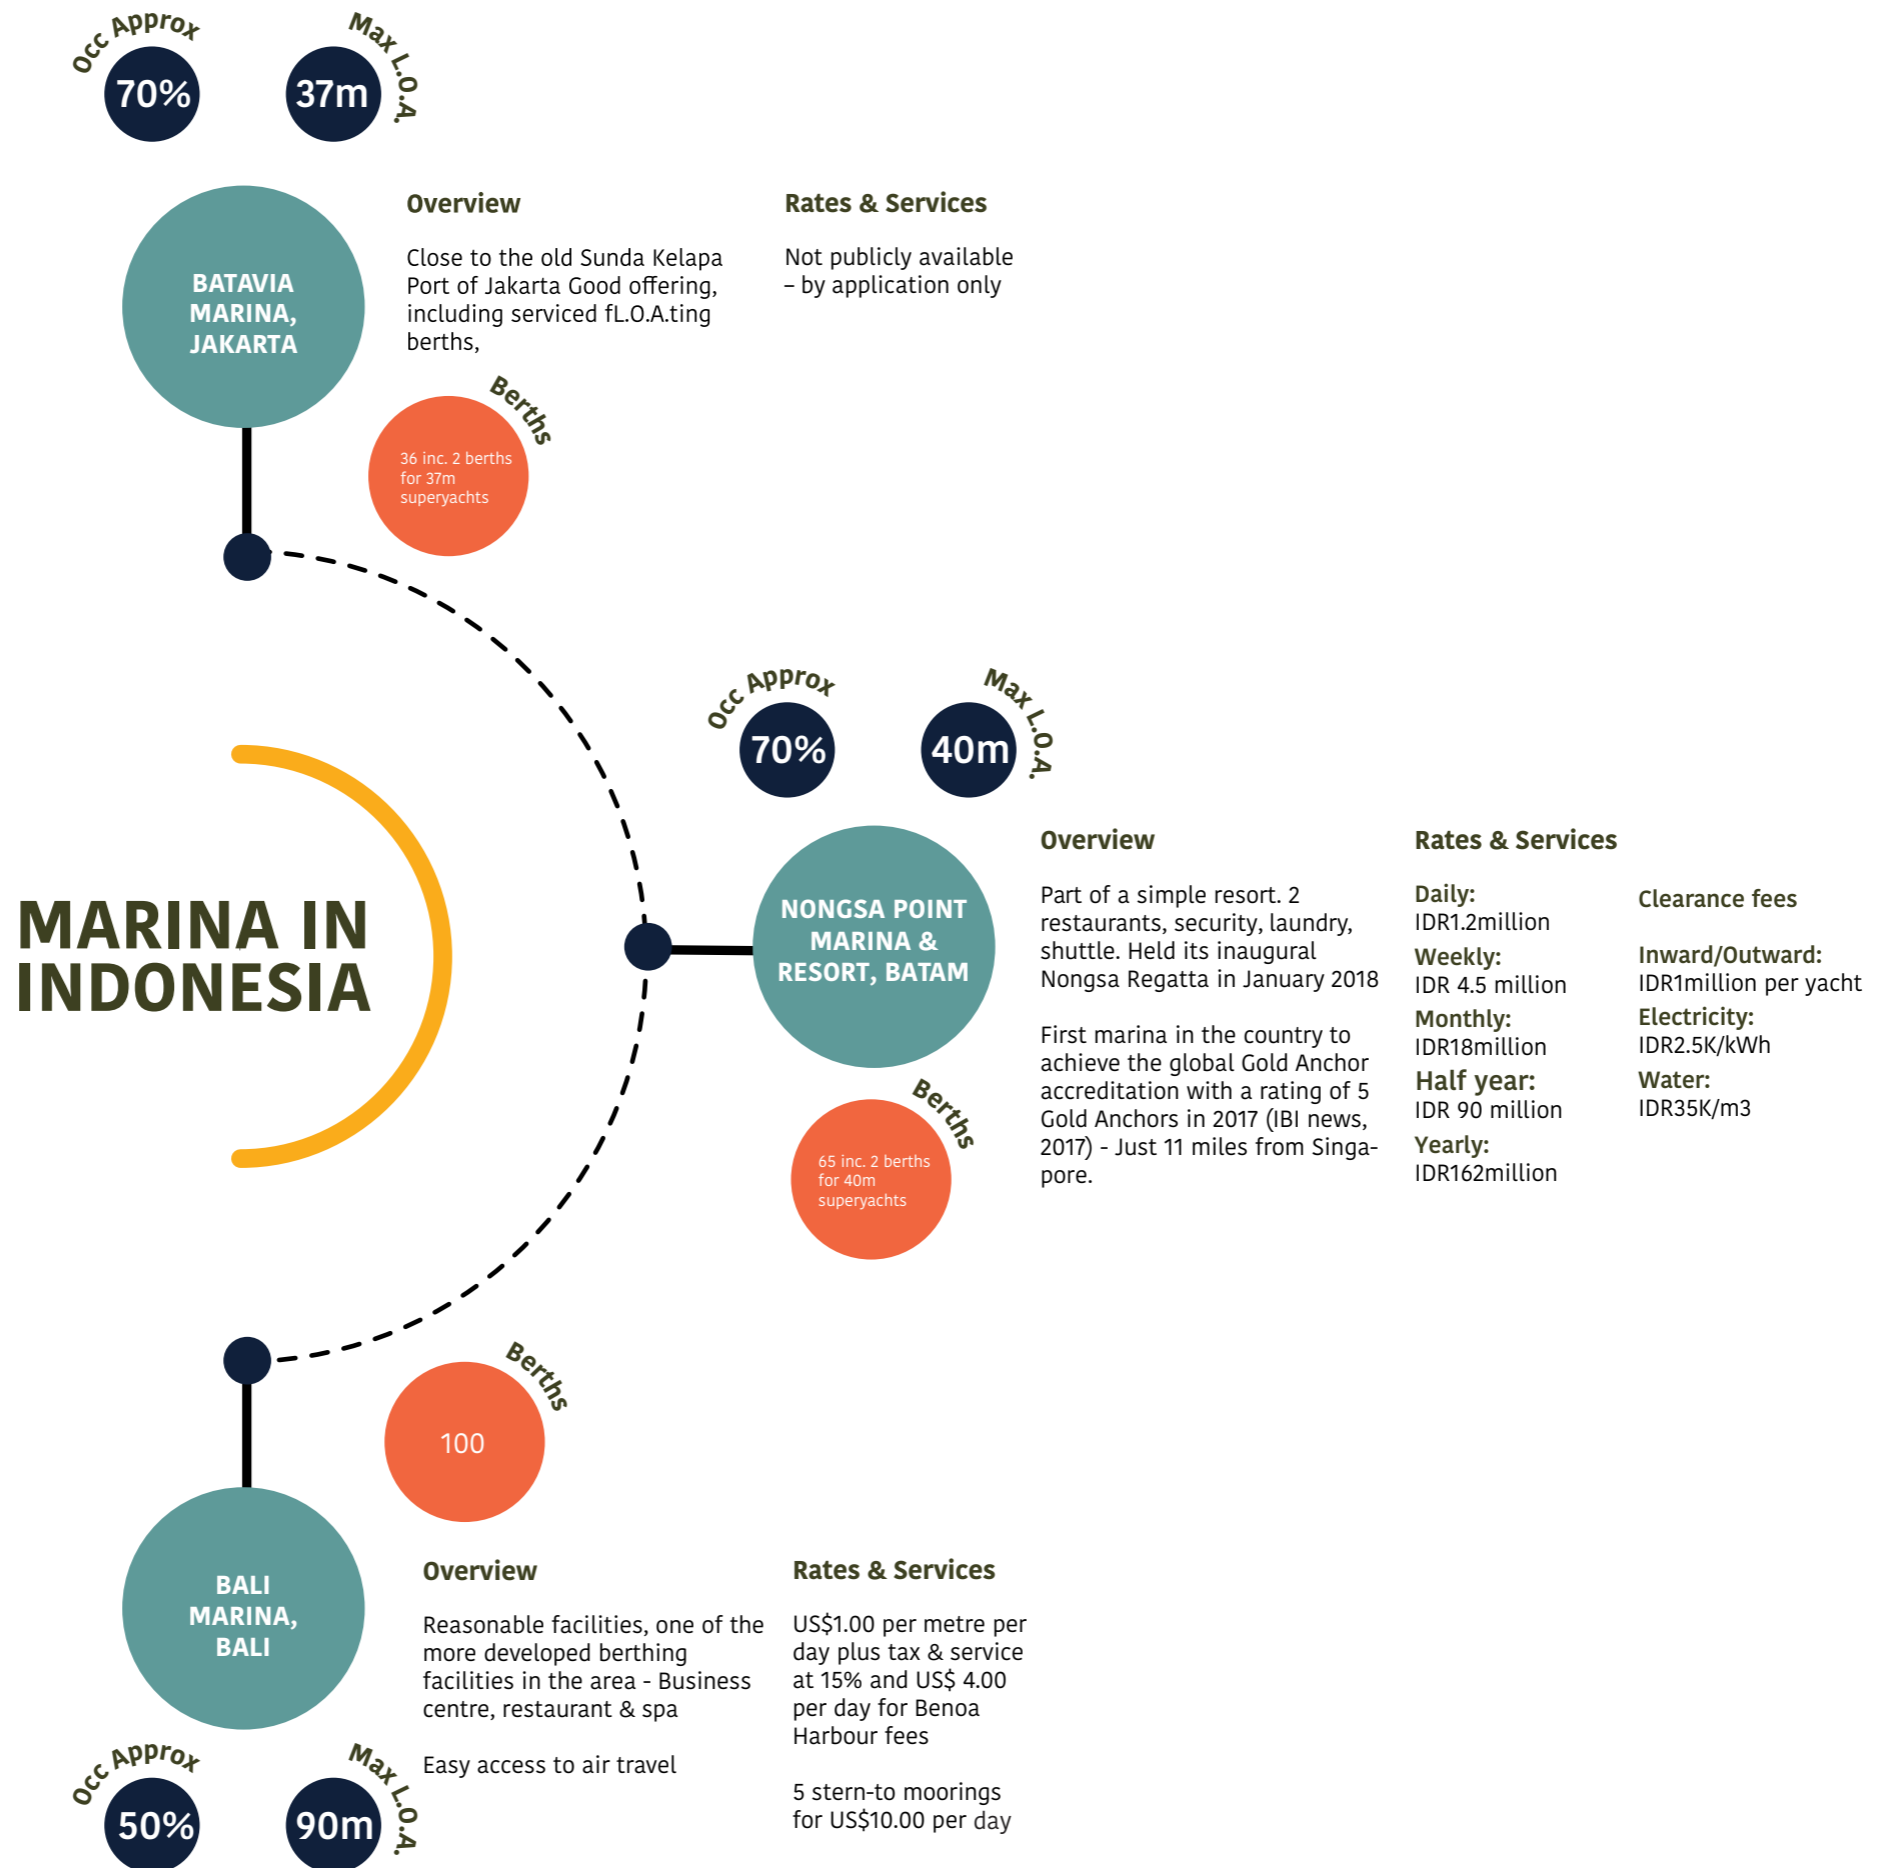 Occ Approx
70%
Max L.O.A.
37m
BATAVIA
MARINA,
JAKARTA
Overview
Close to the old Sunda Kelapa
Port of Jakarta Good offering,
including serviced fL.O.A.ting
berths,
Rates & Services
Not publicly available
– by application only
Berths
36 inc. 2 berths
for 37m
superyachts
MARINA IN
INDONESIA
Occ Approx
70%
Max L.O.A.
40m
NONGSA POINT
MARINA &
RESORT, BATAM
Overview
Part of a simple resort. 2
restaurants, security, laundry,
shuttle. Held its inaugural
Nongsa Regatta in January 2018
First marina in the country to
achieve the global Gold Anchor
accreditation with a rating of 5
Gold Anchors in 2017 (IBI news,
2017) - Just 11 miles from Singa-
pore.
Rates & Services
Daily:
IDR1.2million
Weekly:
IDR 4.5 million
Monthly:
IDR18million
Half year:
IDR 90 million
Yearly:
IDR162million
Clearance fees
Inward/Outward:
IDR1million per yacht
Electricity:
IDR2.5K/kWh
Water:
IDR35K/m3
Berths
65 inc. 2 berths
for 40m
superyachts
Berths
100
BALI
MARINA,
BALI
Overview
Reasonable facilities, one of the
more developed berthing
facilities in the area - Business
centre, restaurant & spa
Easy access to air travel
Rates & Services
US$1.00 per metre per
day plus tax & service
at 15% and US$ 4.00
per day for Benoa
Harbour fees
5 stern-to moorings
for US$10.00 per day
Occ Approx
50%
Max L.O.A.
90m